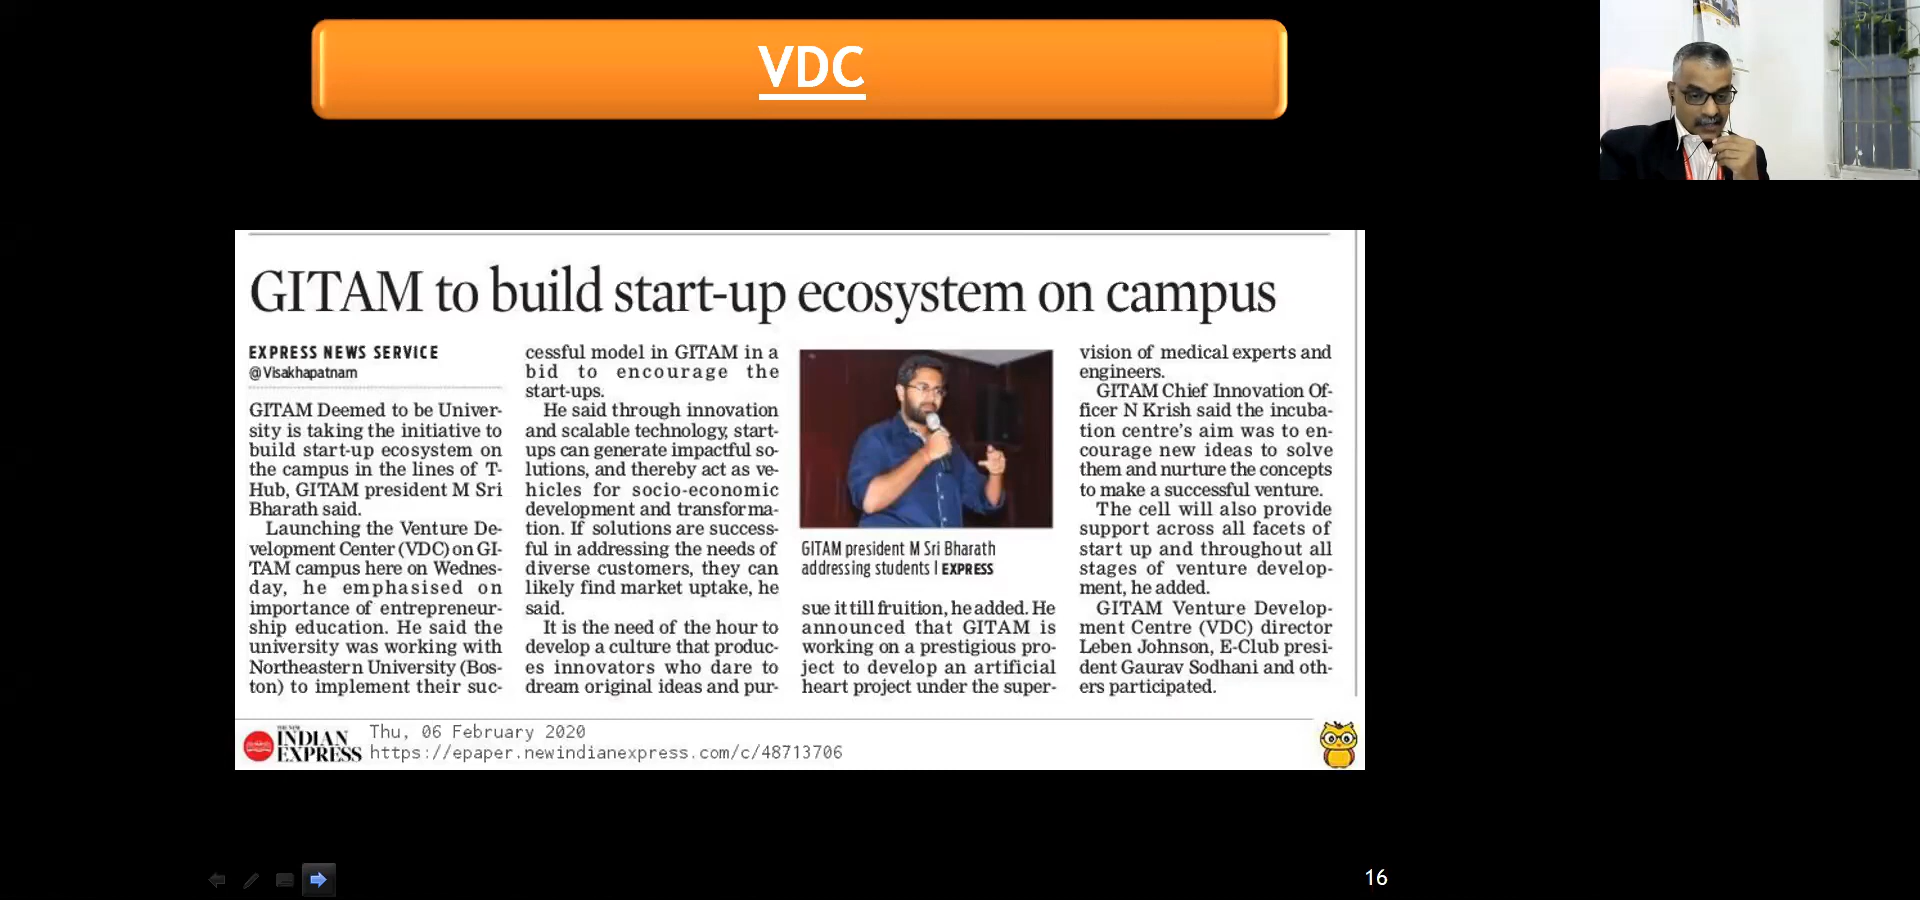 VDC
GITAM to build start-up ecosystem on campus
EXPRESS NEWS SERVICE
@Visakhapatnam
GITAM Deemed to be Univer-
sity is taking the initiative to
build start-up ecosystem on
the campus in the lines of T-
Hub, GITAM president M Sri
Bharath said.
Launching the Venture De-
velopment Center (VDC) on GI-
TAM campus here on Wednes-
day, he emphasised on
importance of entrepreneur-
ship education. He said the
university was working with
Northeastern University (Bos-
ton) to implement their suc-
cessful model in GITAM in a
bid to encourage the
start-ups.
He said through innovation
and scalable technology, start-
ups can generate impactful so-
lutions, and thereby act as ve-
hicles for socio-economic
development and transforma-
tion. If solutions are success-
ful in addressing the needs of
diverse customers, they can
likely find market uptake, he
said.
It is the need of the hour to
develop a culture that produc-
es innovators who dare to
dream original ideas and pur-
GITAM president M Sri Bharath
addressing students | EXPRESS
sue it till fruition, he added. He
announced that GITAM is
working on a prestigious pro-
ject to develop an artificial
heart project under the super-
vision of medical experts and
engineers.
GITAM Chief Innovation Of-
ficer N Krish said the incuba-
tion centre's aim was to en-
courage new ideas to solve
them and nurture the concepts
to make a successful venture.
The cell will also provide
support across all facets of
start up and throughout all
stages of venture develop-
ment, he added.
GITAM Venture Develop-
ment Centre (VDC) director
Leben Johnson, E-Club presi-
dent Gaurav Sodhani and oth-
ers participated.
THE NEW
INDIAN
EXPRESS
Thu, 06 February 2020
https://epaper.newindianexpress.com/c/48713706
16